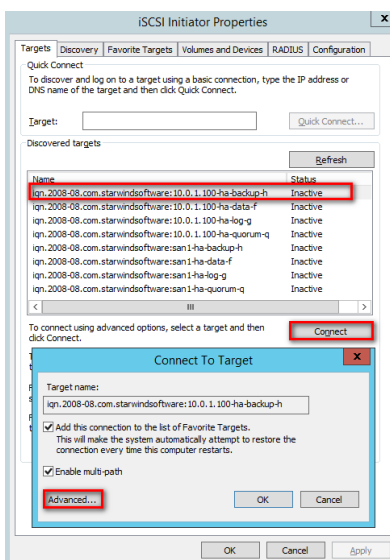 iSCSI Initiator Properties
x
Targets Discovery Favorite Targets Volumes and Devices RADIUS Configuration
Quick Connect
To discover and log on to a target using a basic connection, type the IP address or
DNS name of the target and then click Quick Connect.
Target:
Quick Connect...
Discovered targets
Refresh
Name Status
iqn.2008-08.com.starwindsoftware:10.0.1.100-ha-backup-h Inactive
iqn.2008-08.com.starwindsoftware:10.0.1.100-ha-data-f Inactive
iqn.2008-08.com.starwindsoftware:10.0.1.100-ha-log-g Inactive
iqn.2008-08.com.starwindsoftware:10.0.1.100-ha-quorum-q Inactive
iqn.2008-08.com.starwindsoftware:san1-ha-backup-h Inactive
iqn.2008-08.com.starwindsoftware:san1-ha-data-f Inactive
iqn.2008-08.com.starwindsoftware:san1-ha-log-g Inactive
iqn.2008-08.com.starwindsoftware:san1-ha-quorum-q Inactive
To connect using advanced options, select a target and then
click Connect.
Connect
Connect To Target
x
Target name:
iqn.2008-08.com.starwindsoftware:10.0.1.100-ha-backup-h
Add this connection to the list of Favorite Targets.
This will make the system automatically attempt to restore the
connection every time this computer restarts.
Enable multi-path
Advanced...
OK
Cancel
OK
Cancel
Apply